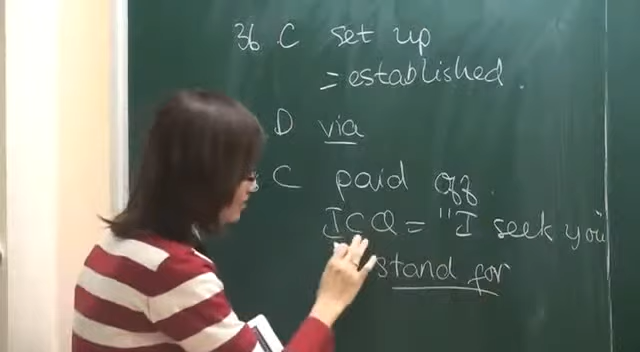 36 C set up
= established.
D via
C paid off.
ICQ = "I seek you"
stand for